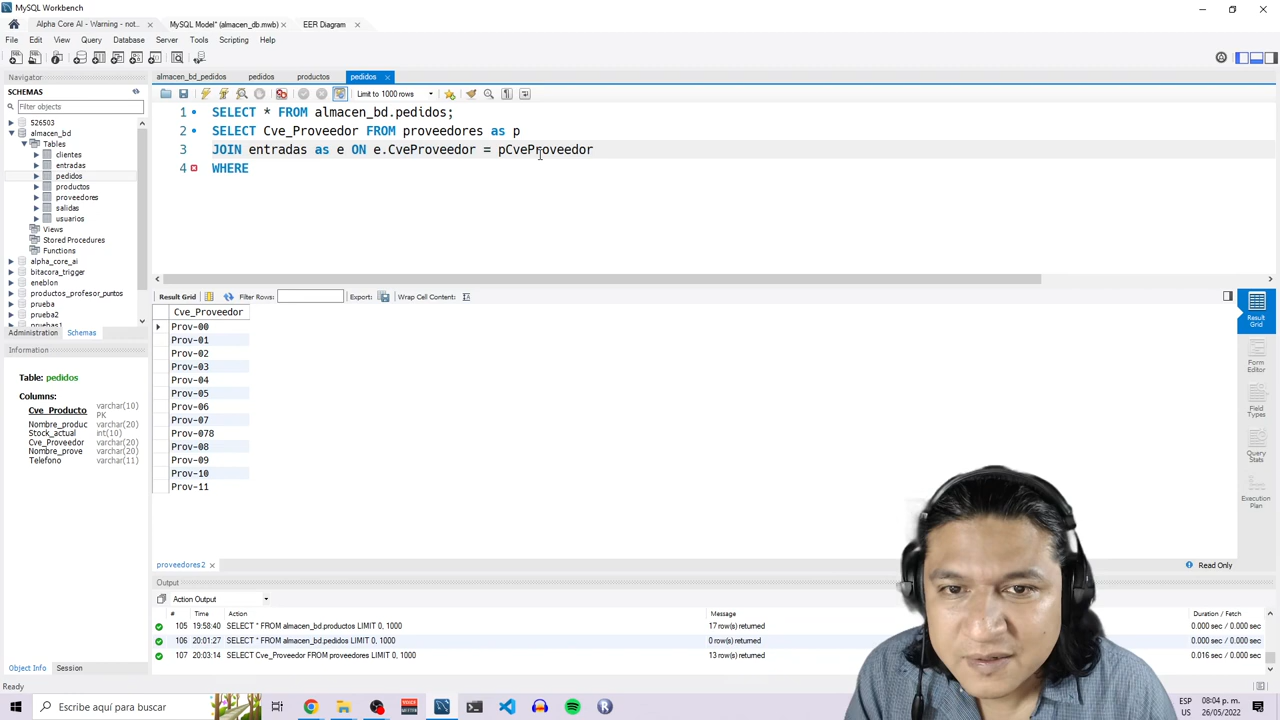 MySQL Workbench
Alpha Core AI - Warning - not...
MySQL Model* (almacen_db.mwb)
EER Diagram
File Edit View Query Database Server Tools Scripting Help
Navigator
SCHEMAS
Filter objects
526503
almacen_bd
Tables
clientes
entradas
pedidos
productos
proveedores
salidas
usuarios
Views
Stored Procedures
Functions
alpha_core_ai
bitacora_trigger
eneblon
productos_profesor_puntos
prueba
prueba2
pruebas1
Administration Schemas
Information
Table: pedidos
Columns:
Cve_Producto varchar(10) PK
Nombre_produc varchar(20)
Stock_actual int(10)
Cve_Proveedor varchar(20)
Nombre_prove varchar(20)
Telefono varchar(11)
Object Info Session
Ready
almacen_bd_pedidos pedidos productos pedidos
Limit to 1000 rows
1 SELECT * FROM almacen_bd.pedidos;
2 SELECT Cve_Proveedor FROM proveedores as p
3 JOIN entradas as e ON e.CveProveedor = pCveProveedor
4 WHERE
Result Grid Filter Rows: Export: Wrap Cell Content:
Cve_Proveedor
Prov-00
Prov-01
Prov-02
Prov-03
Prov-04
Prov-05
Prov-06
Prov-07
Prov-078
Prov-08
Prov-09
Prov-10
Prov-11
Result Grid
Form Editor
Field Types
Query Stats
Execution Plan
proveedores2
Read Only
Output
Action Output
# Time Action Message Duration / Fetch
105 19:58:40 SELECT * FROM almacen_bd.productos LIMIT 0, 1000 17 row(s) returned 0.000 sec / 0.000 sec
106 20:01:27 SELECT * FROM almacen_bd.pedidos LIMIT 0, 1000 0 row(s) returned 0.000 sec / 0.000 sec
107 20:03:14 SELECT Cve_Proveedor FROM proveedores LIMIT 0, 1000 13 row(s) returned 0.016 sec / 0.000 sec
Escribe aquí para buscar
ESP US
08:04 p. m.
26/05/2022